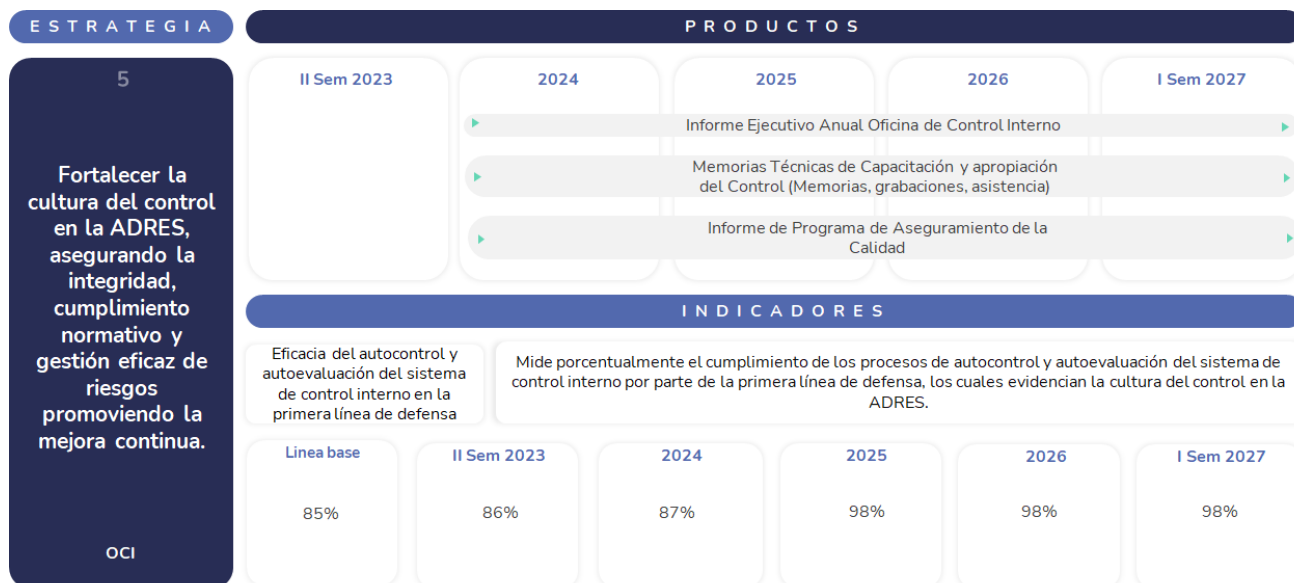 ESTRATEGIA
5
Fortalecer la
cultura del control
en la ADRES,
asegurando la
integridad,
cumplimiento
normativo y
gestión eficaz de
riesgos
promoviendo la
mejora continua.
OCI
PRODUCTOS
II Sem 2023
2024
2025
2026
I Sem 2027
Informe Ejecutivo Anual Oficina de Control Interno
Memorias Técnicas de Capacitación y apropiación
del Control (Memorias, grabaciones, asistencia)
Informe de Programa de Aseguramiento de la
Calidad
INDICADORES
Eficacia del autocontrol y
autoevaluación del sistema
de control interno en la
primera línea de defensa
Mide porcentualmente el cumplimiento de los procesos de autocontrol y autoevaluación del sistema de
control interno por parte de la primera línea de defensa, los cuales evidencian la cultura del control en la
ADRES.
Linea base
II Sem 2023
2024
2025
2026
I Sem 2027
85%
86%
87%
98%
98%
98%